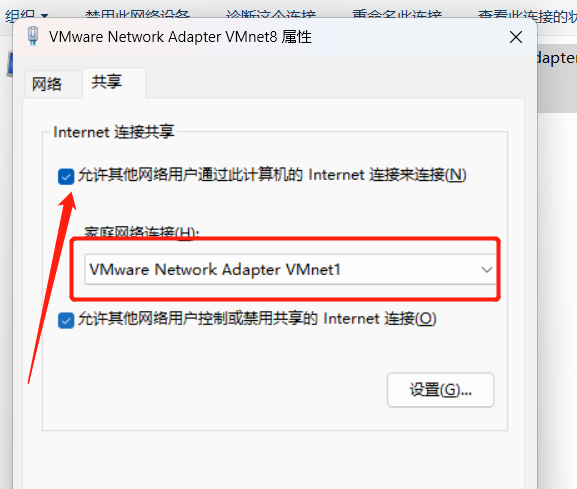 组织 禁用此网络设备 诊断这个连接 重命名此连接 查看此连接的状
VMware Network Adapter VMnet8 属性
dapter
网络 共享
Internet 连接共享
允许其他网络用户通过此计算机的 Internet 连接来连接(N)
家庭网络连接(H):
VMware Network Adapter VMnet1
允许其他网络用户控制或禁用共享的 Internet 连接(O)
设置(G)...